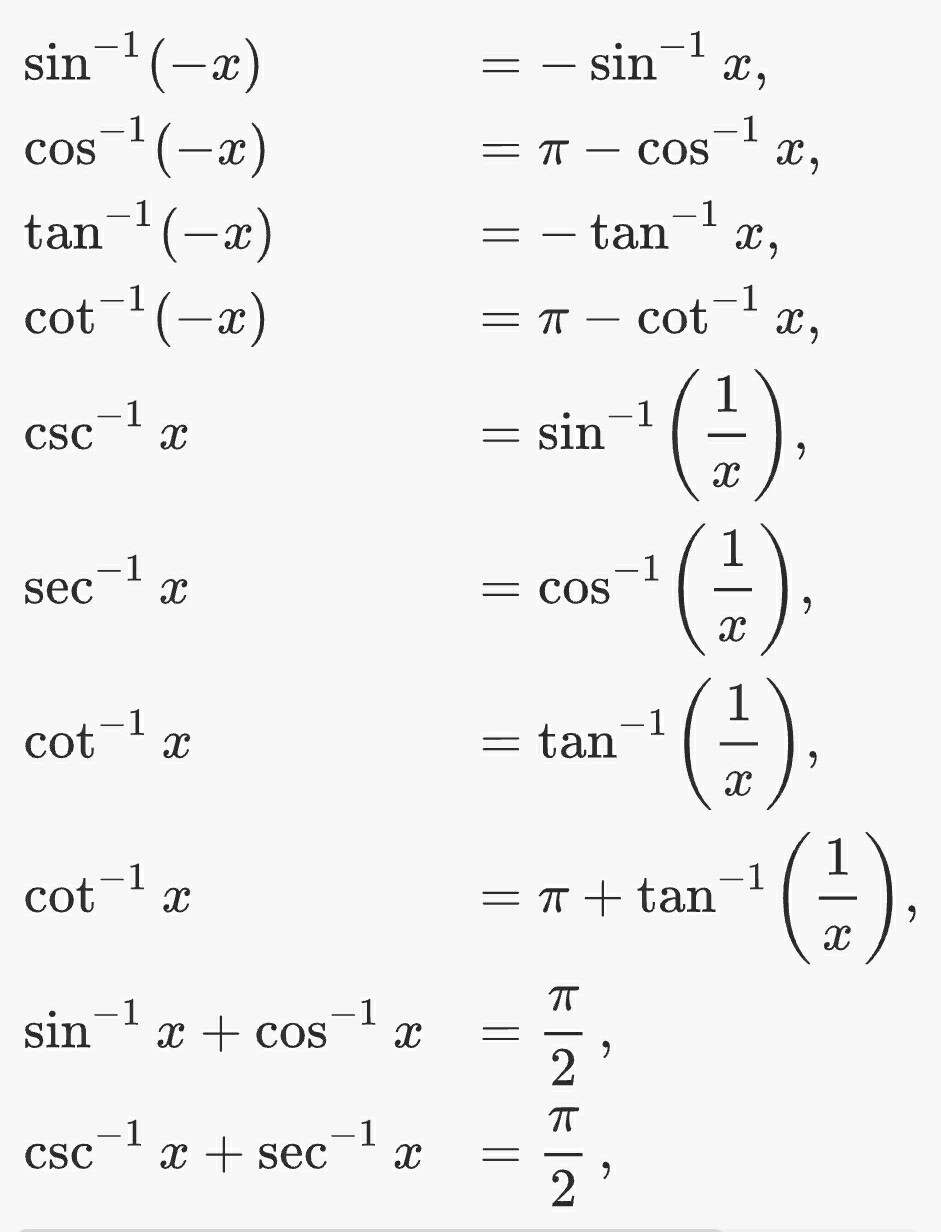 sin⁻¹(−x) = − sin⁻¹ x,
cos⁻¹(−x) = π − cos⁻¹ x,
tan⁻¹(−x) = − tan⁻¹ x,
cot⁻¹(−x) = π − cot⁻¹ x,
csc⁻¹ x = sin⁻¹(1/x),
sec⁻¹ x = cos⁻¹(1/x),
cot⁻¹ x = tan⁻¹(1/x),
cot⁻¹ x = π + tan⁻¹(1/x),
sin⁻¹ x + cos⁻¹ x = π/2,
csc⁻¹ x + sec⁻¹ x = π/2,